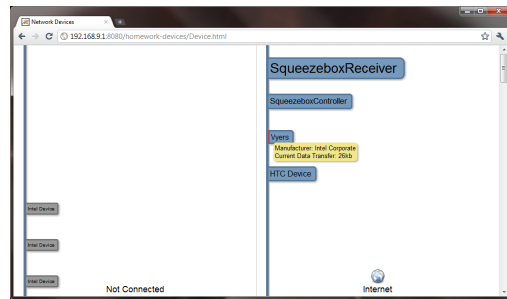 Network Devices
192.168.9.1:8080/homework-devices/Device.html
SqueezeboxReceiver
SqueezeboxController
Vyers
Manufacturer: Intel Corporate
Current Data Transfer: 26kb
HTC Device
Intel Device
Intel Device
Intel Device
Not Connected
Internet